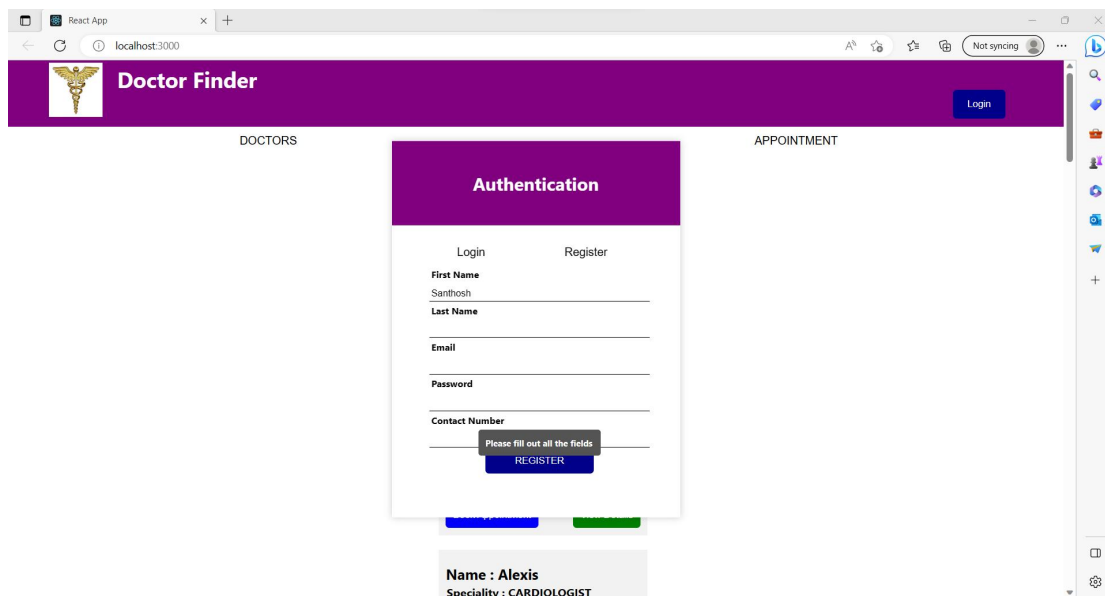 React App
localhost:3000
Not syncing
Doctor Finder
Login
DOCTORS
APPOINTMENT
Authentication
Login
Register
First Name
Santhosh
Last Name
Email
Password
Contact Number
Please fill out all the fields
REGISTER
Name : Alexis
Speciality : CARDIOLOGIST